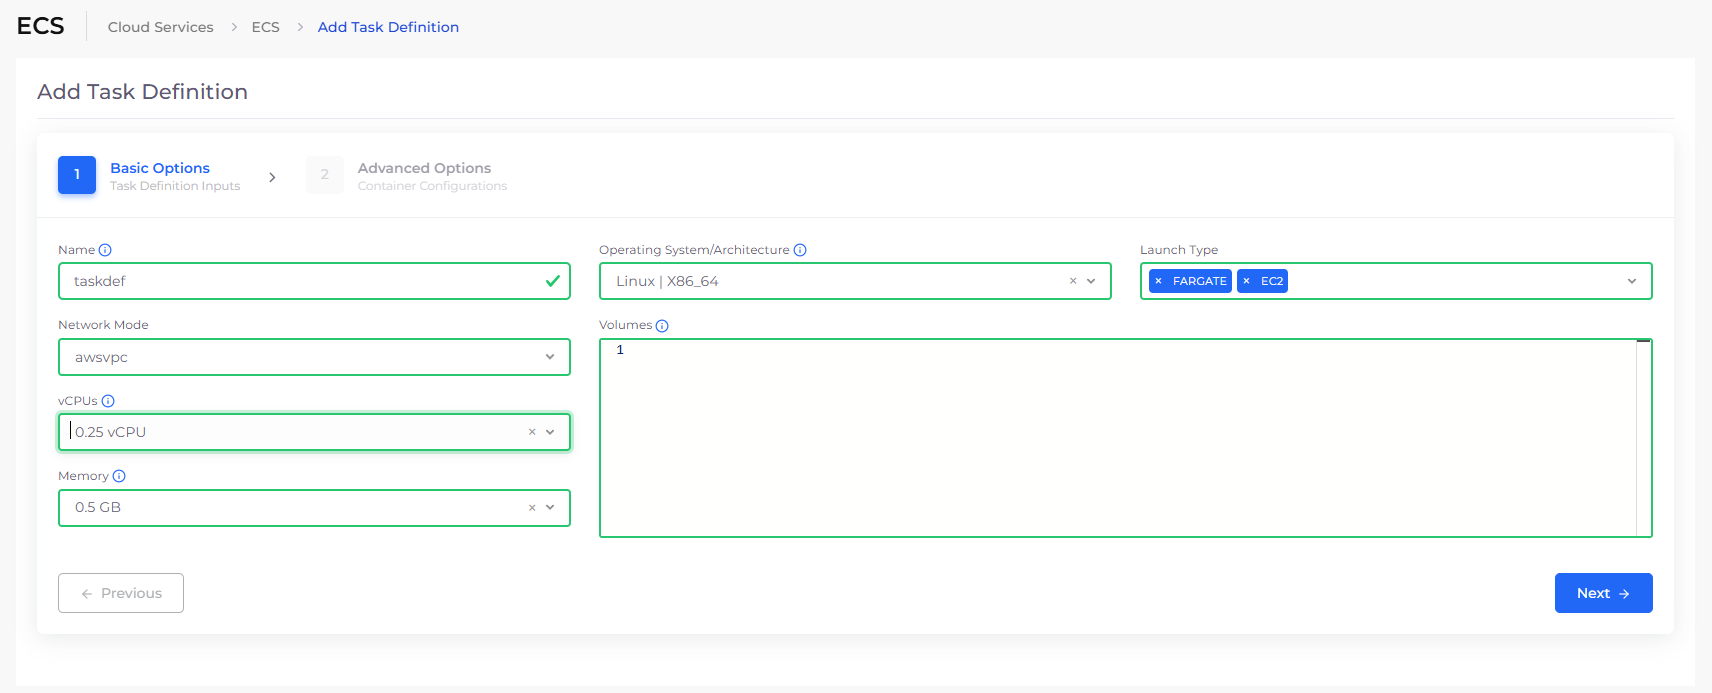 ECS
Cloud Services > ECS > Add Task Definition
Add Task Definition
1
Basic Options
Task Definition Inputs
2
Advanced Options
Container Configurations
Name
taskdef
Operating System/Architecture
Linux | X86_64
Launch Type
× FARGATE × EC2
Network Mode
awsvpc
Volumes
1
vCPUs
0.25 vCPU
Memory
0.5 GB
← Previous
Next →